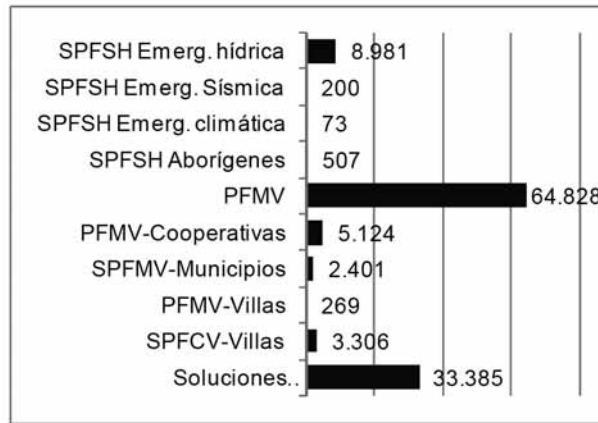 SPFSH Emerg. hídrica 8.981
SPFSH Emerg. Sísmica 200
SPFSH Emerg. climática 73
SPFSH Aborígenes 507
PFMV 64.828
PFMV-Cooperativas 5.124
SPFMV-Municipios 2.401
PFMV-Villas 269
SPFCV-Villas 3.306
Soluciones.. 33.385